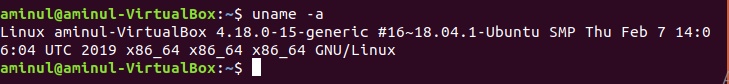 aminul@aminul-VirtualBox:~$ uname -a
Linux aminul-VirtualBox 4.18.0-15-generic #16~18.04.1-Ubuntu SMP Thu Feb 7 14:0
6:04 UTC 2019 x86_64 x86_64 x86_64 GNU/Linux
aminul@aminul-VirtualBox:~$